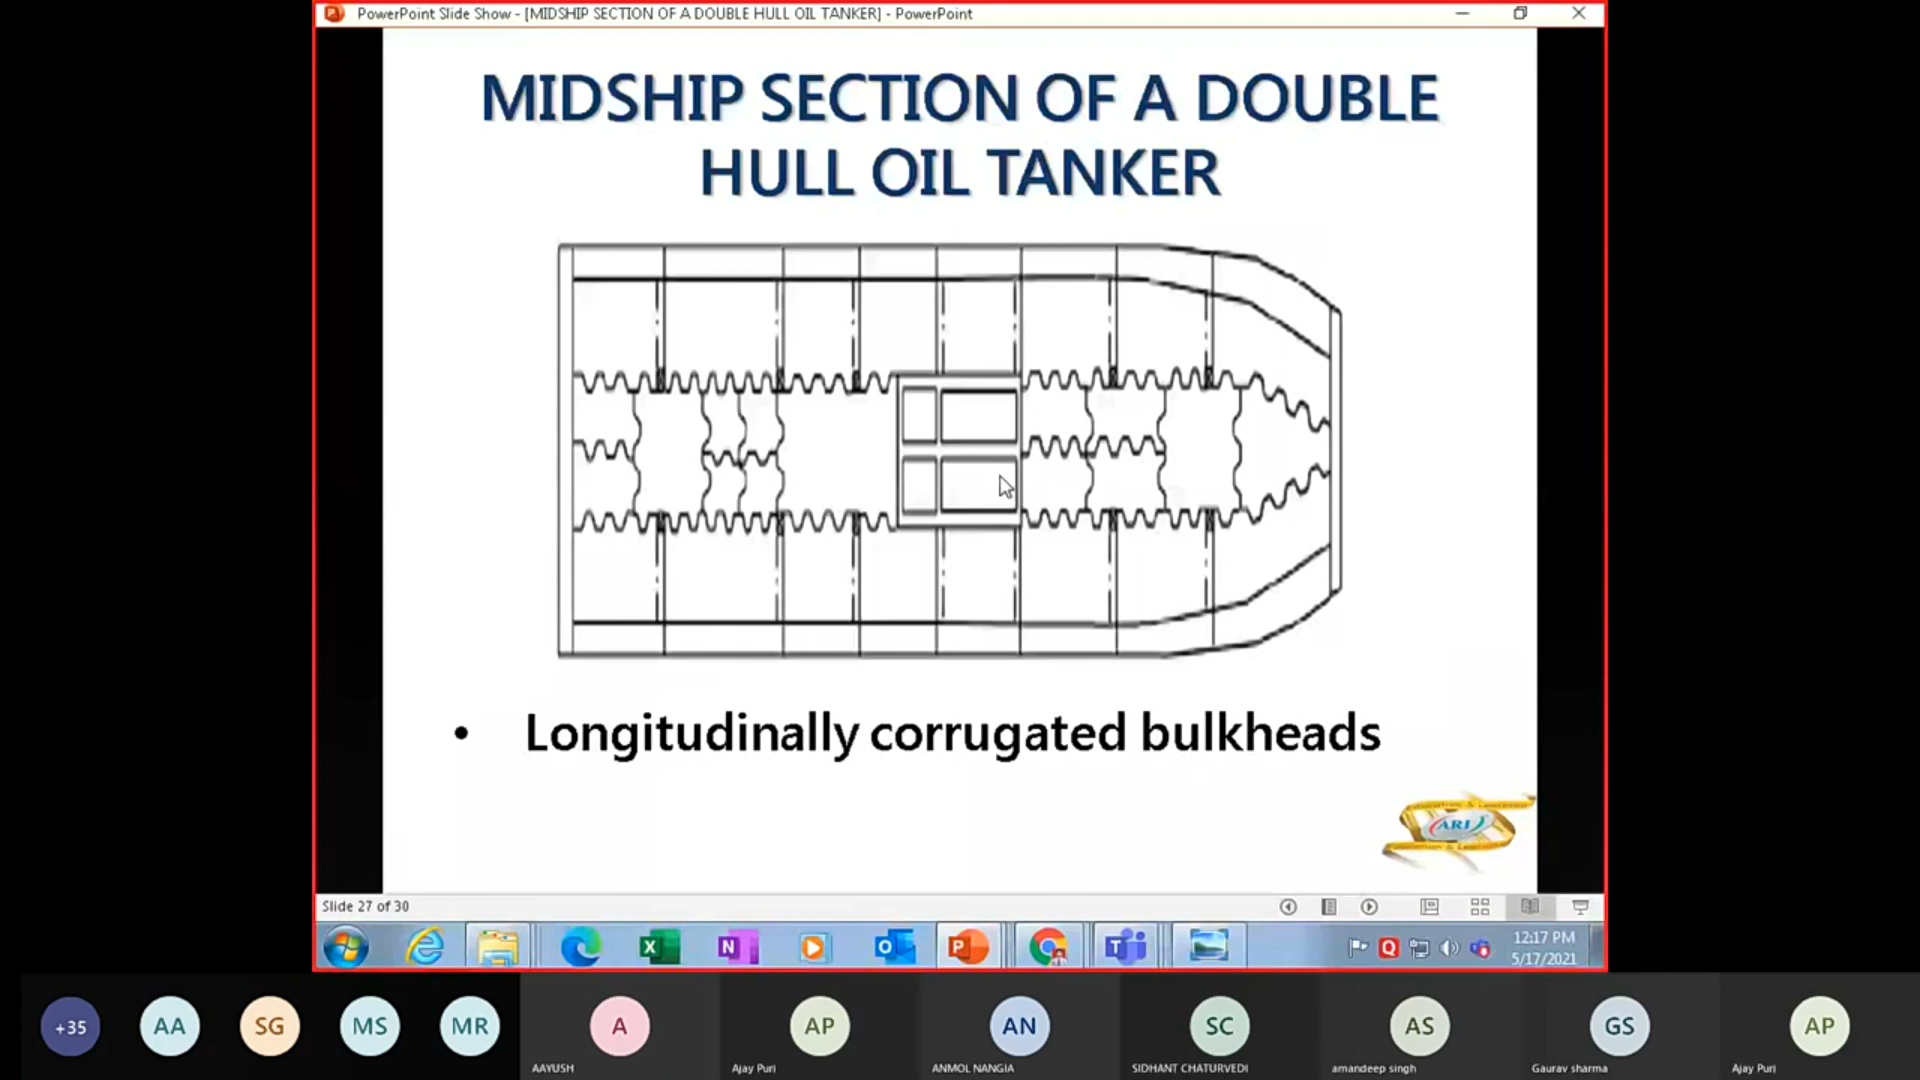 PowerPoint Slide Show - [MIDSHIP SECTION OF A DOUBLE HULL OIL TANKER] - PowerPoint
MIDSHIP SECTION OF A DOUBLE
HULL OIL TANKER
• Longitudinally corrugated bulkheads
ARI
Slide 27 of 30
12:17 PM
5/17/2021
+35
AA
SG
MS
MR
A
AP
AN
SC
AS
GS
AP
AAYUSH
Ajay Puri
ANMOL NANGIA
SIDHANT CHATURVEDI
amandeep singh
Gaurav sharma
Ajay Puri